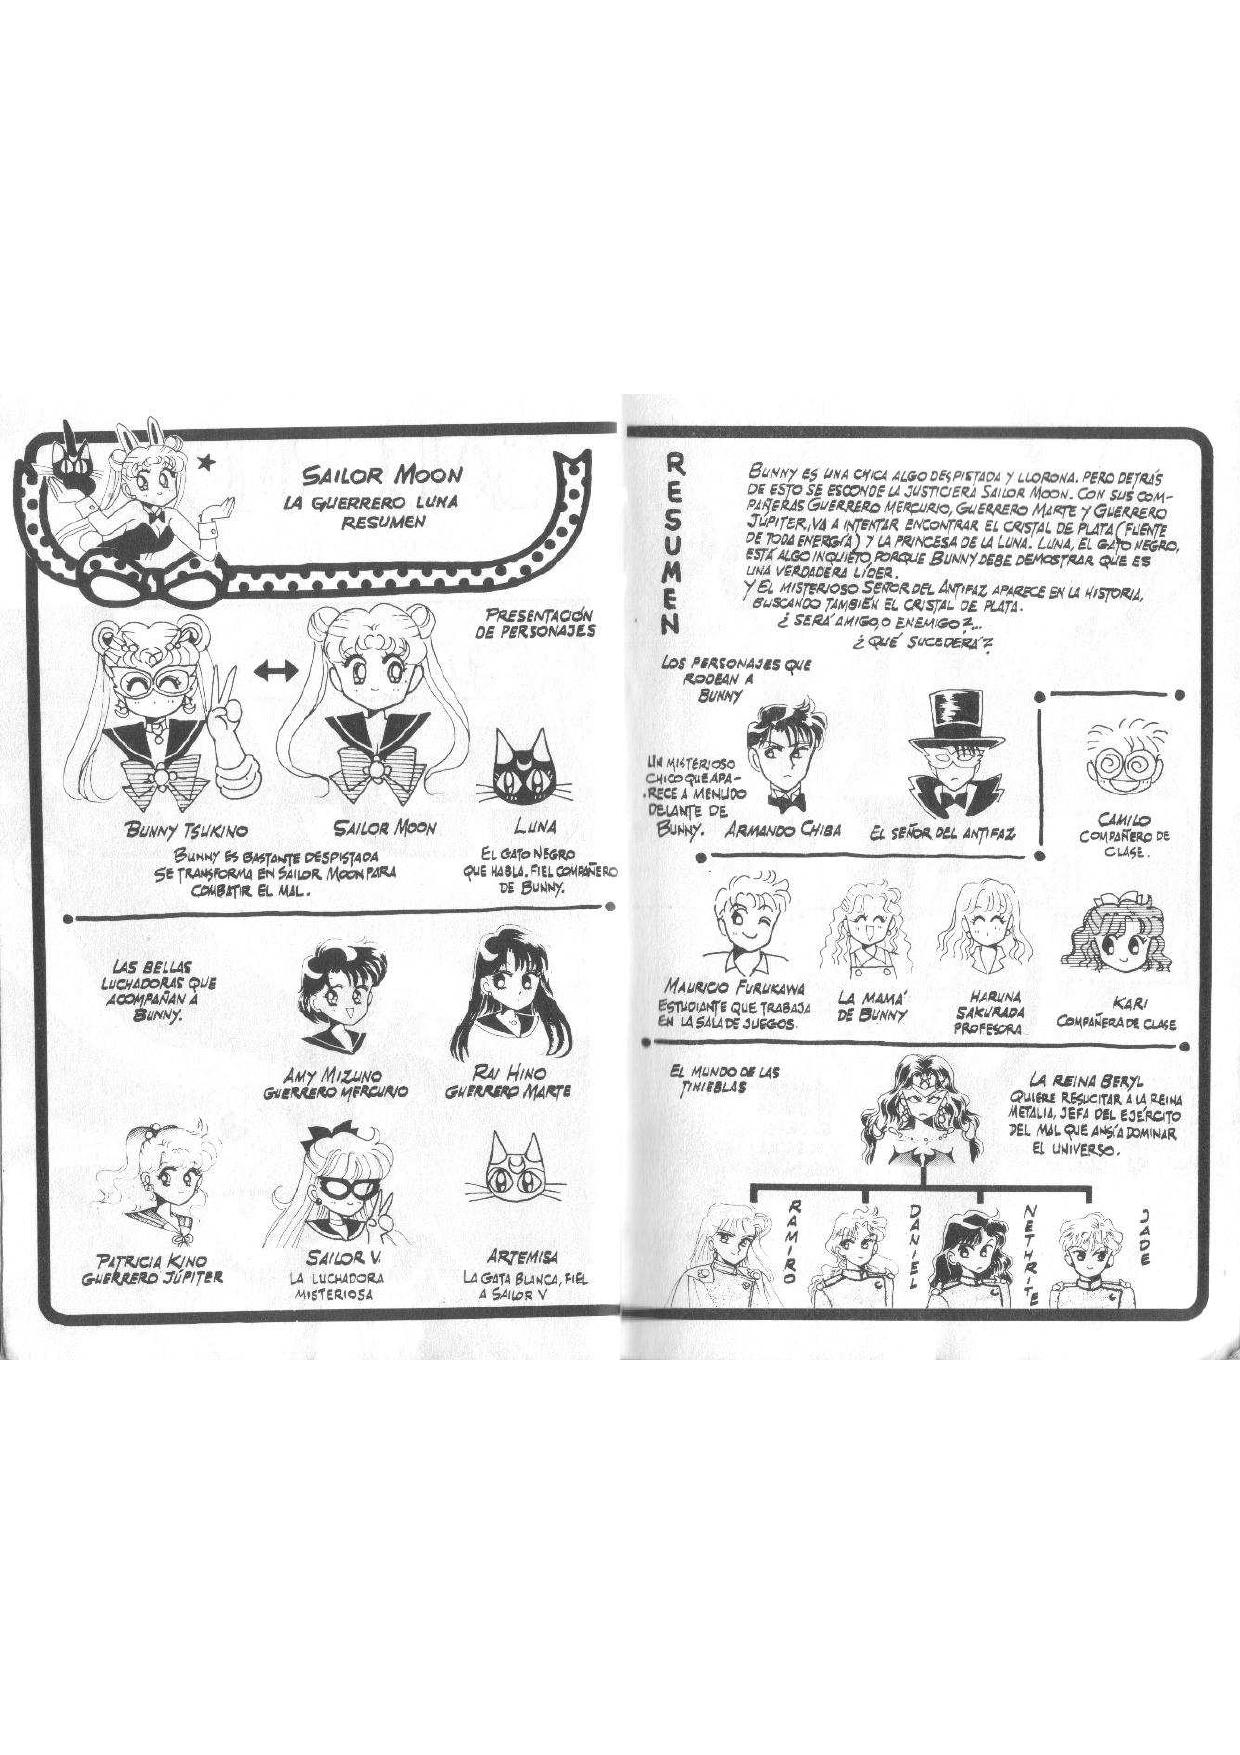 SAILOR MOON
LA GUERRERO LUNA
RESUMEN
PRESENTACIÓN
DE PERSONAJES
BUNNY TSUKINO
SAILOR MOON
LUNA
BUNNY ES BASTANTE DESPISTADA
SE TRANSFORMA EN SAILOR MOON PARA
COMBATIR EL MAL.
EL GATO NEGRO
QUE HABLA. FIEL COMPAÑERO
DE BUNNY.
LAS BELLAS
LUCHADORAS QUE
ACOMPAÑAN A
BUNNY.
AMY MIZUNO
GUERRERO MERCURIO
RAI HINO
GUERRERO MARTE
PATRICIA KINO
GUERRERO JÚPITER
SAILOR V.
LA LUCHADORA
MISTERIOSA
ARTEMISA
LA GATA BLANCA, FIEL
A SAILOR V
RESUMEN
BUNNY ES UNA CHICA ALGO DESPISTADA Y LLORONA. PERO DETRÁS
DE ESTO SE ESCONDE LA JUSTICIERA SAILOR MOON. CON SUS COM-
PAÑERAS GUERRERO MERCURIO, GUERRERO MARTE Y GUERRERO
JÚPITER, VA A INTENTAR ENCONTRAR EL CRISTAL DE PLATA (FUENTE
DE TODA ENERGÍA) Y LA PRINCESA DE LA LUNA. LUNA, EL GATO NEGRO,
ESTÁ ALGO INQUIETO PORQUE BUNNY DEBE DEMOSTRAR QUE ES
UNA VERDADERA LÍDER.
Y EL MISTERIOSO SEÑOR DEL ANTIFAZ APARECE EN LA HISTORIA,
BUSCANDO TAMBIÉN EL CRISTAL DE PLATA.
¿SERÁ AMIGO, O ENEMIGO?...
¿QUÉ SUCEDERÁ?
LOS PERSONAJES QUE
RODEAN A
BUNNY
UN MISTERIOSO
CHICO QUE APA-
RECE A MENUDO
DELANTE DE
BUNNY.
ARMANDO CHIBA
EL SEÑOR DEL ANTIFAZ
CAMILO
COMPAÑERO DE
CLASE.
MAURICIO FURUKAWA
ESTUDIANTE QUE TRABAJA
EN LA SALA DE JUEGOS.
LA MAMÁ
DE BUNNY
HARUNA
SAKURADA
PROFESORA
KARI
COMPAÑERA DE CLASE
EL MUNDO DE LAS
TINIEBLAS
LA REINA BERYL
QUIERE RESUCITAR A LA REINA
METALIA, JEFA DEL EJÉRCITO
DEL MAL QUE ANSÍA DOMINAR
EL UNIVERSO.
RAMIRO
DANIEL
NETHRITE
JADE